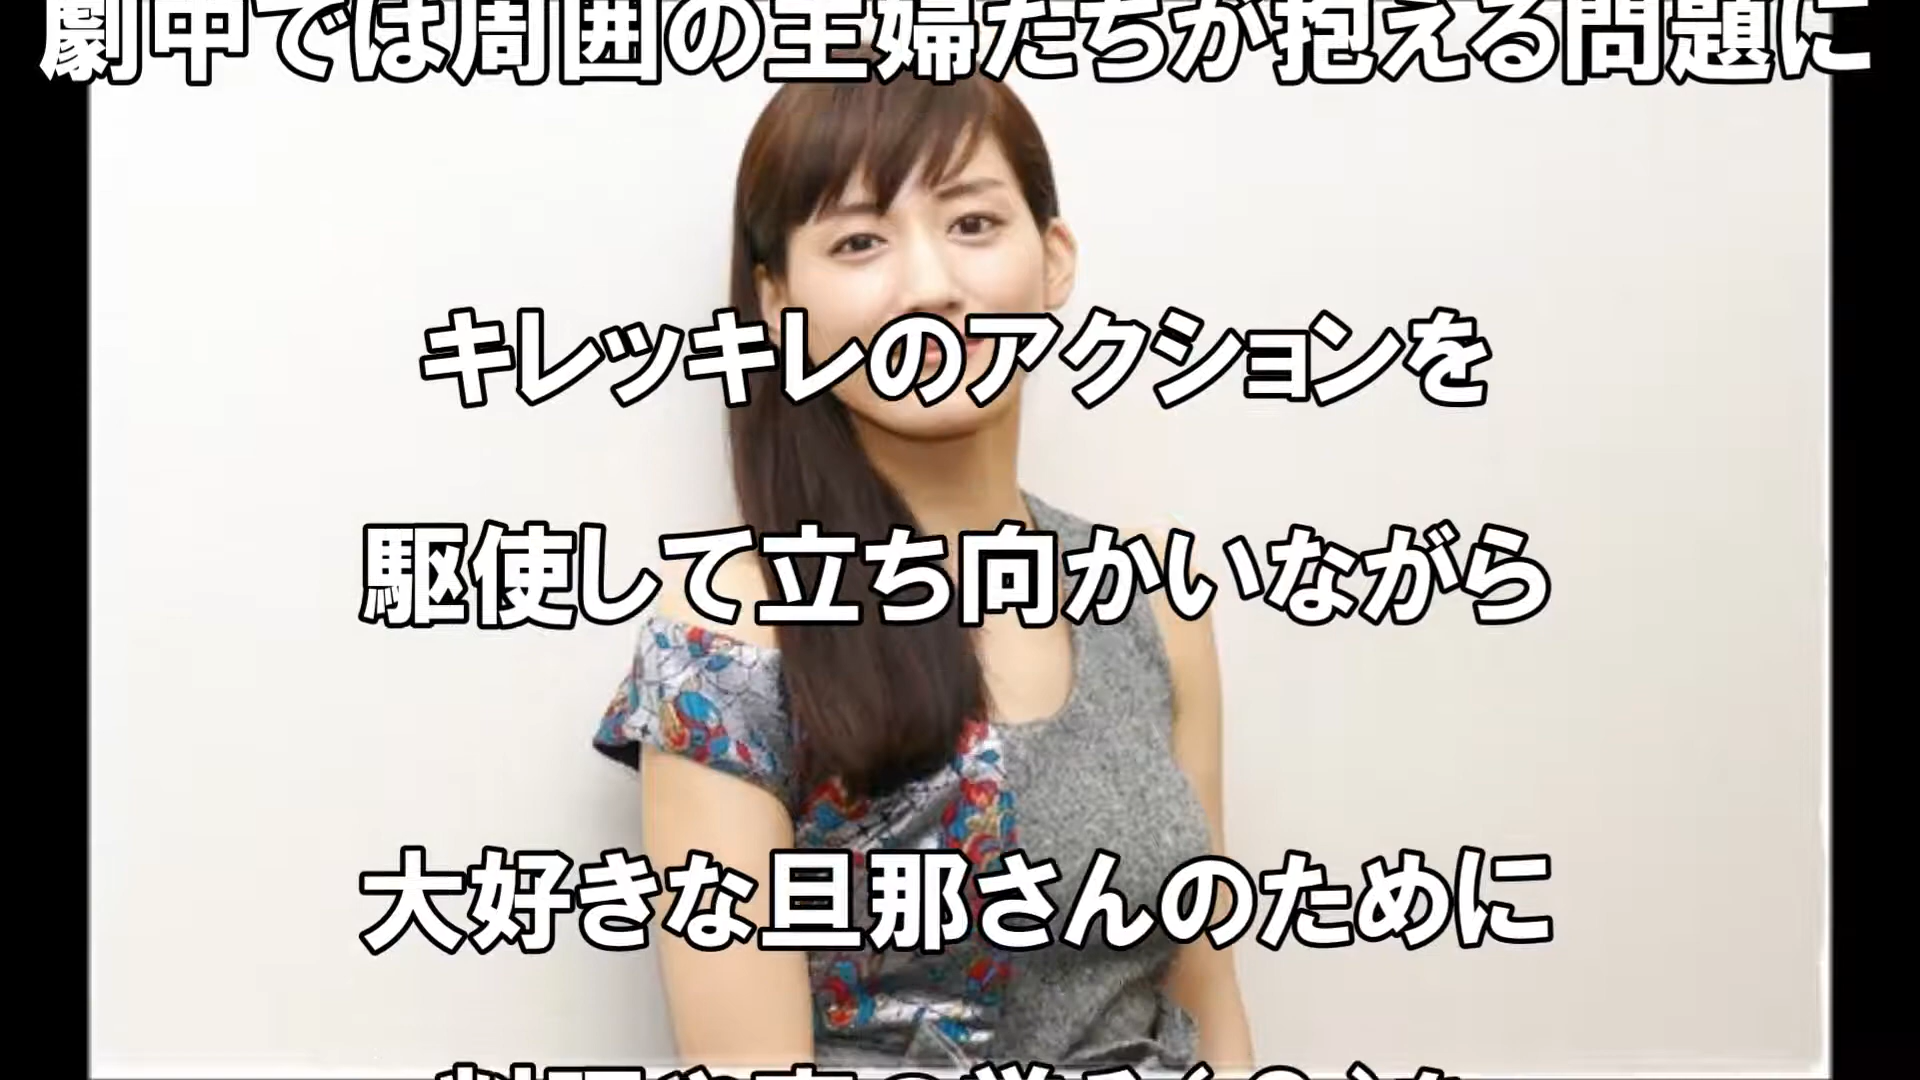 劇中では周囲の主婦たちが抱える問題に
キレッキレのアクションを
駆使して立ち向かいながら
大好きな旦那さんのために